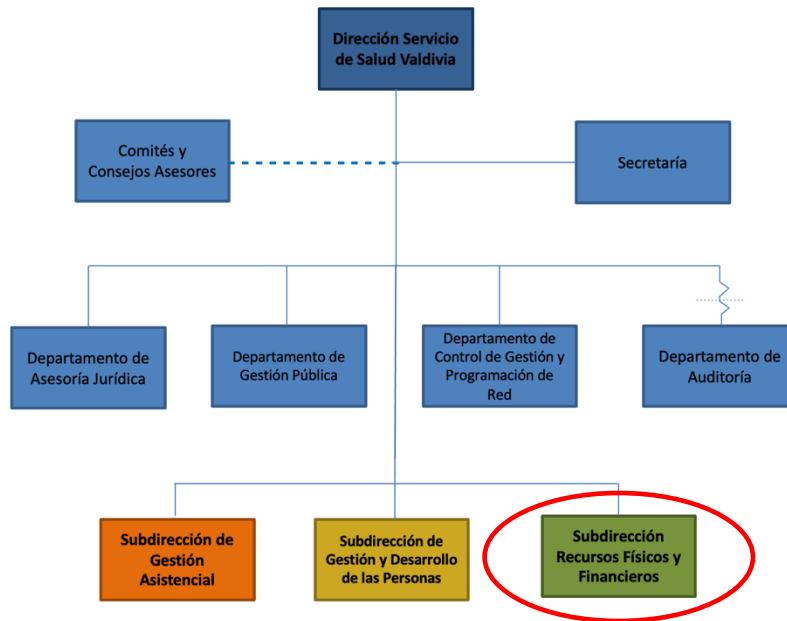 Dirección Servicio
de Salud Valdivia
Comités y
Consejos Asesores
Secretaría
Departamento de
Asesoría Jurídica
Departamento de
Gestión Pública
Departamento de
Control de Gestión y
Programación de
Red
Departamento de
Auditoría
Subdirección de
Gestión
Asistencial
Subdirección de
Gestión y Desarrollo
de las Personas
Subdirección
Recursos Físicos y
Financieros